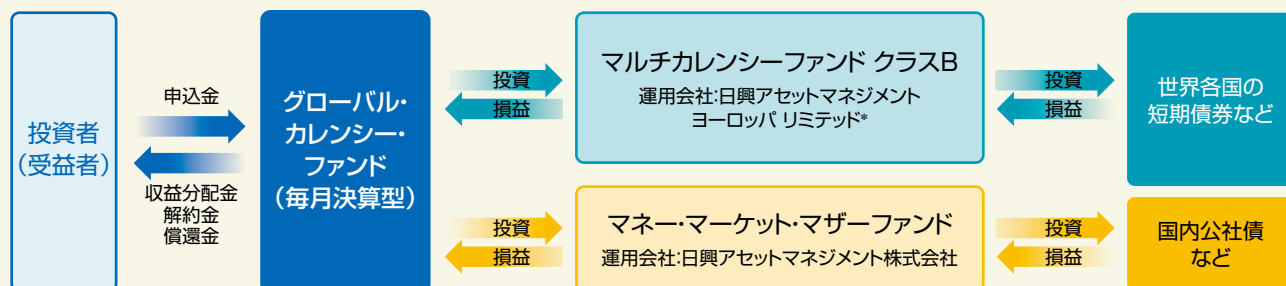 投資者
（受益者）
申込金
収益分配金
解約金
償還金
グローバル・
カレンシー・
ファンド
（毎月決算型）
投資
損益
マルチカレンシーファンド クラスB
運用会社:日興アセットマネジメント
ヨーロッパ リミテッド*
投資
損益
世界各国の
短期債券など
投資
損益
マネー・マーケット・マザーファンド
運用会社:日興アセットマネジメント株式会社
投資
損益
国内公社債
など